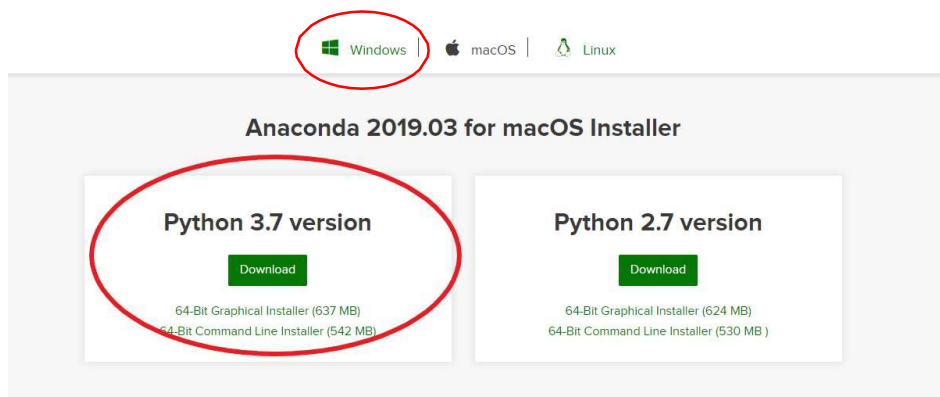 Windows | macOS | Linux
Anaconda 2019.03 for macOS Installer
Python 3.7 version
Python 2.7 version
Download
Download
64-Bit Graphical Installer (637 MB)
64-Bit Graphical Installer (624 MB)
64-Bit Command Line Installer (542 MB)
64-Bit Command Line Installer (530 MB )